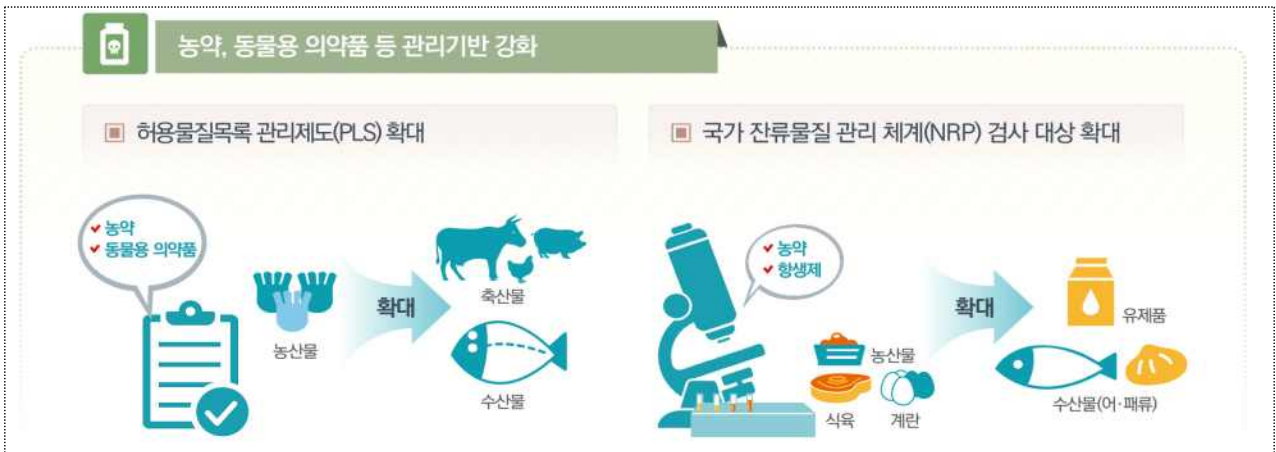 농약, 동물용 의약품 등 관리기반 강화
허용물질목록 관리제도(PLS) 확대
농약
동물용 의약품
농산물
확대
축산물
수산물
국가 잔류물질 관리 체계(NRP) 검사 대상 확대
농약
항생제
농산물
식육
계란
확대
유제품
수산물(어·패류)